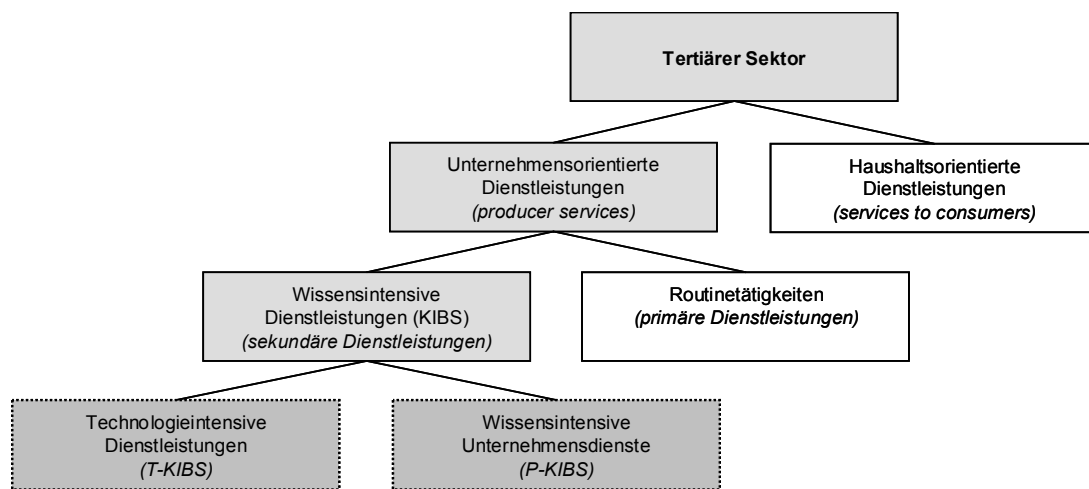 Tertiärer Sektor
Unternehmensorientierte
Dienstleistungen
(producer services)
Haushaltsorientierte
Dienstleistungen
(services to consumers)
Wissensintensive
Dienstleistungen (KIBS)
(sekundäre Dienstleistungen)
Routinetätigkeiten
(primäre Dienstleistungen)
Technologieintensive
Dienstleistungen
(T-KIBS)
Wissensintensive
Unternehmensdienste
(P-KIBS)